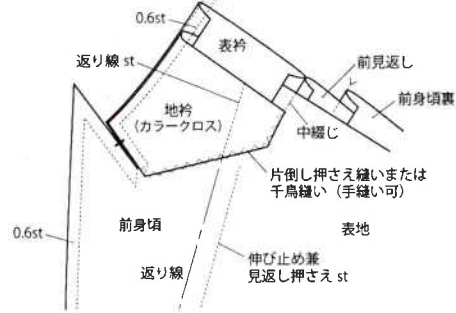 0.6st
表衿
返り線 st
前見返し
前身頃裏
地衿
(カラークロス)
中綴じ
片倒し押さえ縫いまたは
千鳥縫い（手縫い可）
前身頃
表地
0.6st
返り線
伸び止め兼
見返し押さえ st